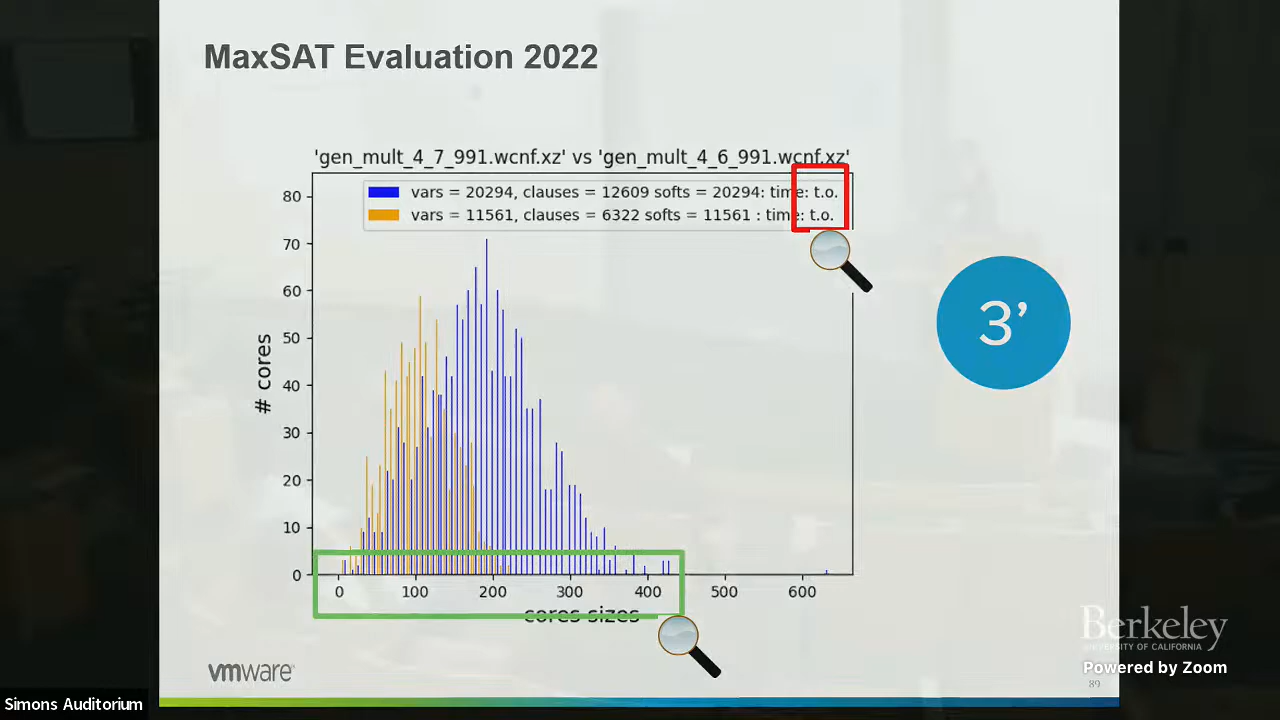 MaxSAT Evaluation 2022
'gen_mult_4_7_991.wcnf.xz' vs 'gen_mult_4_6_991.wcnf.xz'
vars = 20294, clauses = 12609 softs = 20294: time: t.o.
vars = 11561, clauses = 6322 softs = 11561 : time: t.o.
80
70
60
50
40
30
20
10
0
# cores
0 100 200 300 400 500 600
cores sizes
3’
vmware
Berkeley
UNIVERSITY OF CALIFORNIA
Powered by Zoom
89
Simons Auditorium